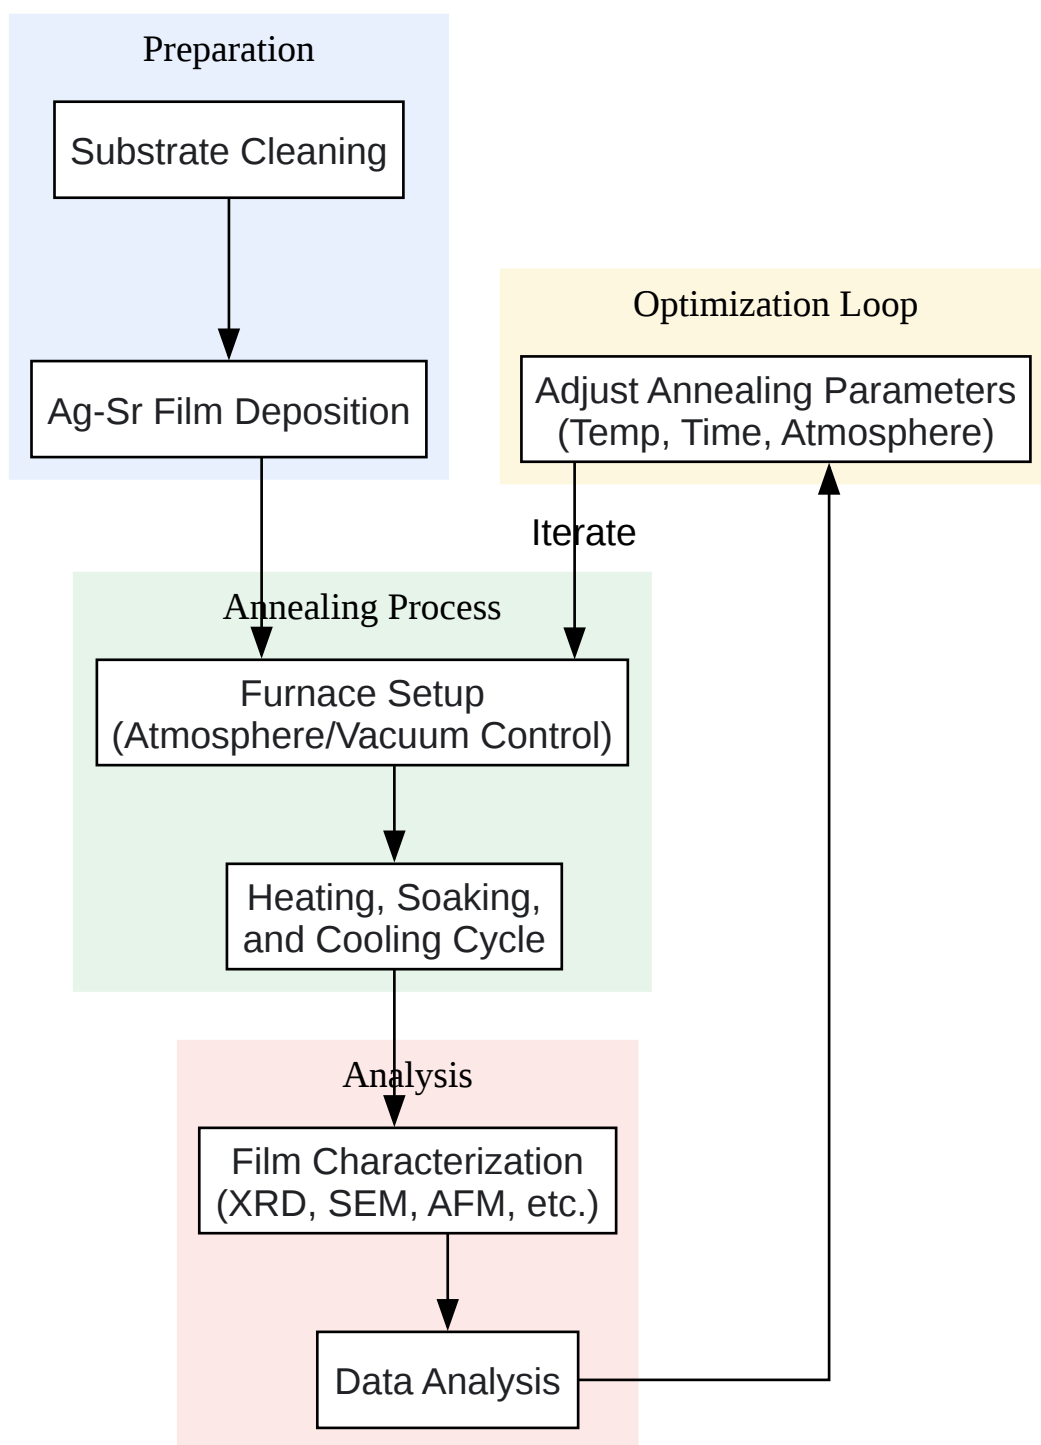 Preparation
Substrate Cleaning
Ag-Sr Film Deposition
Optimization Loop
Adjust Annealing Parameters
(Temp, Time, Atmosphere)
Iterate
Annealing Process
Furnace Setup
(Atmosphere/Vacuum Control)
Heating, Soaking,
and Cooling Cycle
Analysis
Film Characterization
(XRD, SEM, AFM, etc.)
Data Analysis